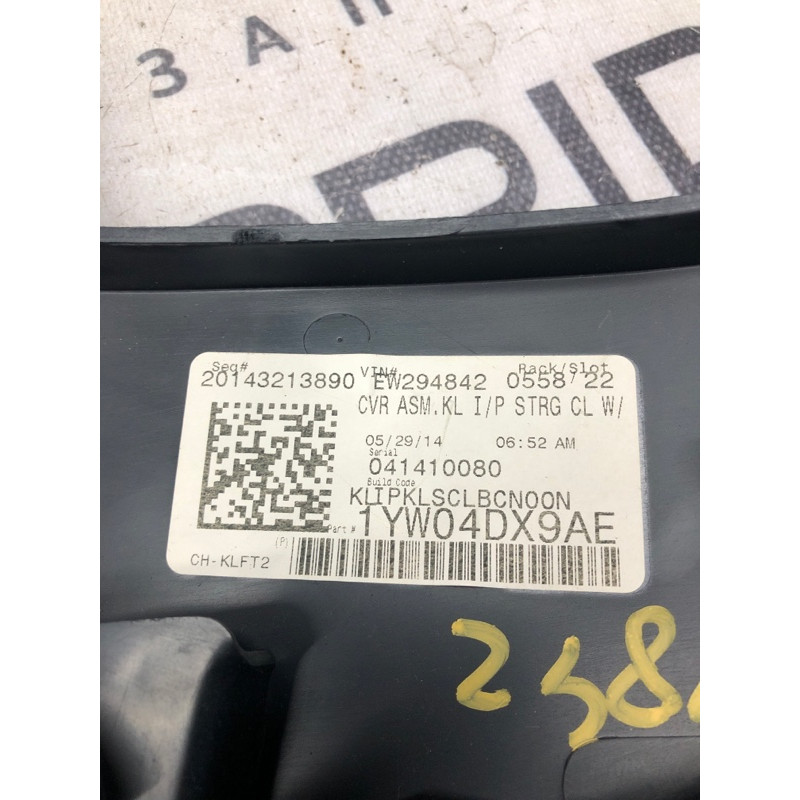 ЗАП
Seq# VIN# Rack/Slot
20143213890 EW294842 0558 22
CVR ASM.KL I/P STRG CL W/
05/29/14 06:52 AM
Serial
041410080
Build Code
KLIPKLSCLBCN00N
Part # 1YW04DX9AE
(P)
CH-KLFT2